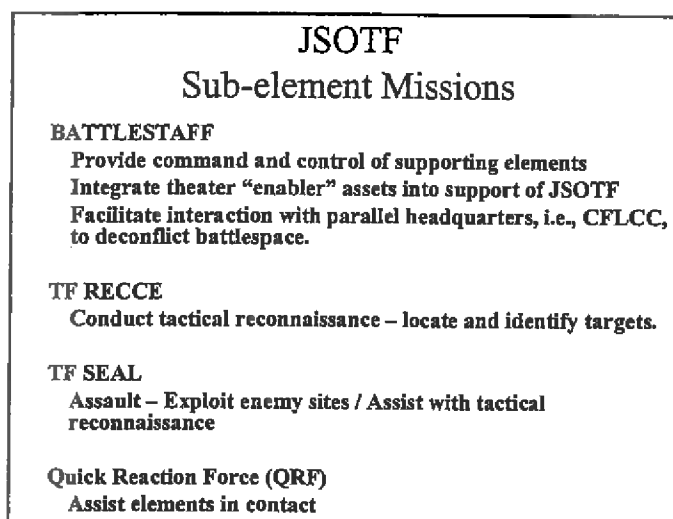 JSOTF
Sub-element Missions
BATTLESTAFF
Provide command and control of supporting elements
Integrate theater “enabler” assets into support of JSOTF
Facilitate interaction with parallel headquarters, i.e., CFLCC,
to deconflict battlespace.
TF RECCE
Conduct tactical reconnaissance – locate and identify targets.
TF SEAL
Assault – Exploit enemy sites / Assist with tactical
reconnaissance
Quick Reaction Force (QRF)
Assist elements in contact